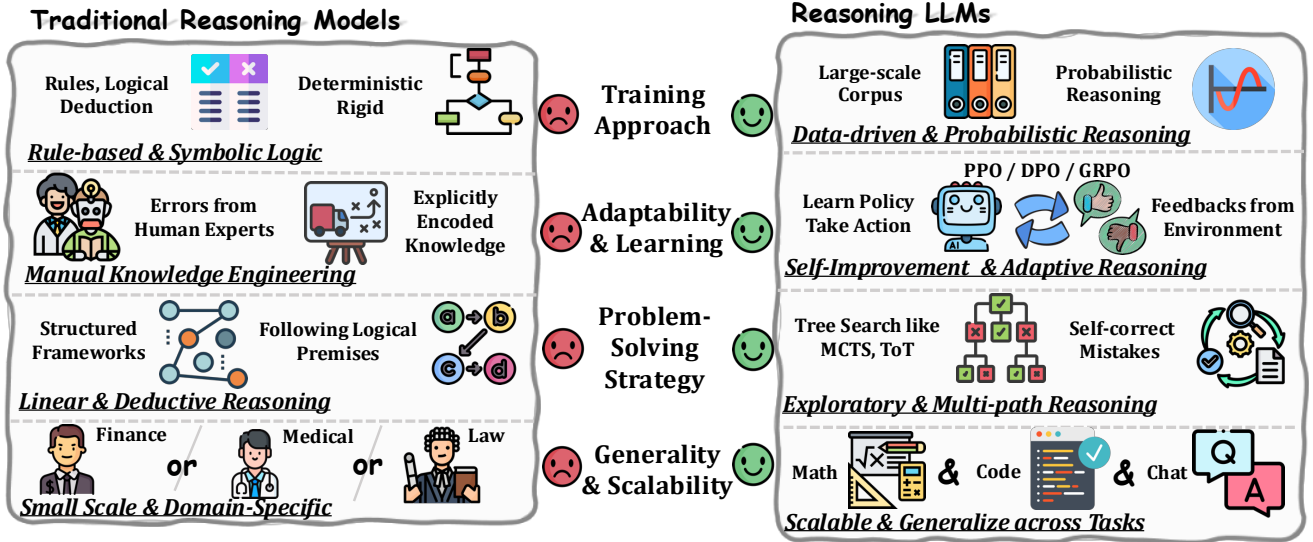 Traditional Reasoning Models
Rules, Logical
Deduction
Deterministic
Rigid
Rule-based & Symbolic Logic
Errors from
Human Experts
Explicitly
Encoded
Knowledge
Manual Knowledge Engineering
Structured
Frameworks
Following Logical
Premises
a
b
c
d
Linear & Deductive Reasoning
Finance
or
Medical
or
Law
$
Small Scale & Domain-Specific
Training
Approach
Adaptability
& Learning
Problem-
Solving
Strategy
Generality
& Scalability
Reasoning LLMs
Large-scale
Corpus
Probabilistic
Reasoning
Data-driven & Probabilistic Reasoning
PPO / DPO / GRPO
Learn Policy
Take Action
AI
Feedbacks from
Environment
Self-Improvement & Adaptive Reasoning
Tree Search like
MCTS, ToT
Self-correct
Mistakes
Exploratory & Multi-path Reasoning
Math
√x
&
Code
&
Chat
Q
A
Scalable & Generalize across Tasks